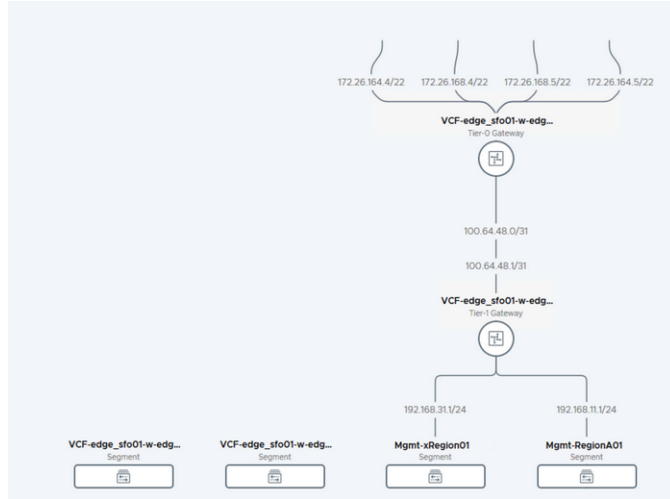 172.26.164.4/22 172.26.168.4/22 172.26.168.5/22 172.26.164.5/22
VCF-edge_sfo01-w-edg...
Tier-0 Gateway
100.64.48.0/31
100.64.48.1/31
VCF-edge_sfo01-w-edg...
Tier-1 Gateway
192.168.31.1/24 192.168.11.1/24
VCF-edge_sfo01-w-edg... VCF-edge_sfo01-w-edg... Mgmt-xRegion01 Mgmt-RegionA01
Segment Segment Segment Segment